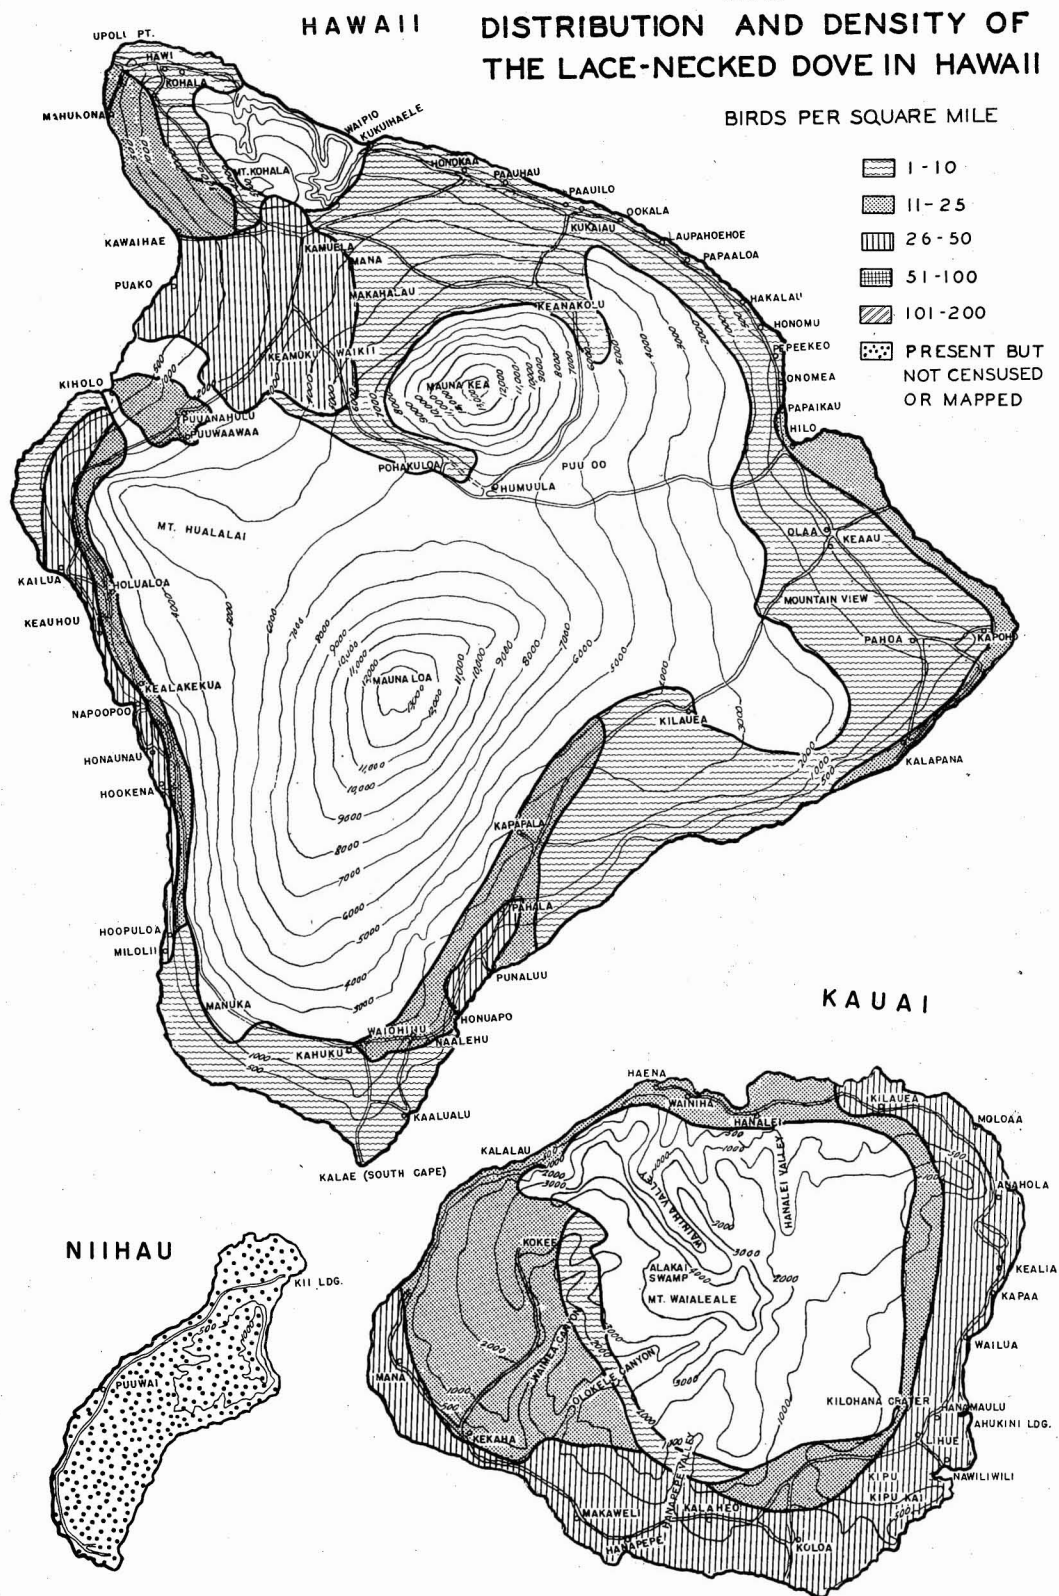 HAWAII
DISTRIBUTION AND DENSITY OF
THE LACE-NECKED DOVE IN HAWAII
BIRDS PER SQUARE MILE
1-10
11-25
26-50
51-100
101-200
PRESENT BUT
NOT CENSUSED
OR MAPPED
UPOLI PT.
HAWI
KOHALA
MAHUKONA
WAIPIO
KUKUIHAELE
MT. KOHALA
HONOKAA
PAAUHAU
PAAUILO
OOKALA
KUKAIAU
LAUPAHOEHOE
PAPAALOA
KAWAIHAE
KAMUELA
MANA
PUAKO
MAKAHALAU
KEANAKOLU
HAKALAU
HONOMU
PEPEEKEO
KEAMUKU
WAIKII
ONOMEA
KIHOLO
MAUNA KEA
PAPAIKAU
HILO
PUUANAHULU
PUUWAAWAA
POHAKULOA
PUU OO
HUMUULA
MT. HUALALAI
OLAA
KEAAU
KAILUA
HOLUALOA
MOUNTAIN VIEW
KEAUHOU
PAHOA
KAPOHO
MAUNA LOA
KEALAKEKUA
NAPOOPOO
KILAUEA
HONAUNAU
KALAPANA
HOOKENA
KAPAPALA
PAHALA
HOOPULOA
MILOLII
PUNALUU
MANUKA
HONUAPO
WAIOHIHU
NAALEHU
KAHUKU
KAALUALU
KALAE (SOUTH CAPE)
KAUAI
HAENA
WAINIHA
HANALEI
KILAUEA
MOLOAA
KALALAU
HANALEI VALLEY
WAINIHA VALLEY
ANAHOLA
KOKEE
ALAKAI
SWAMP
MT. WAIALEALE
KEALIA
KAPAA
WAIMEA CANYON
OLOKELE CANYON
WAILUA
MANA
KILOHANA CRATER
HANAMAULU
AHUKINI LDG.
KEKAHA
LIHUE
HANAPEPE VALLEY
KIPU
NAWILIWILI
KIPU KAI
MAKAWELI
KALAHEO
HANAPEPE
KOLOA
NIIHAU
KII LDG.
PUUWAI